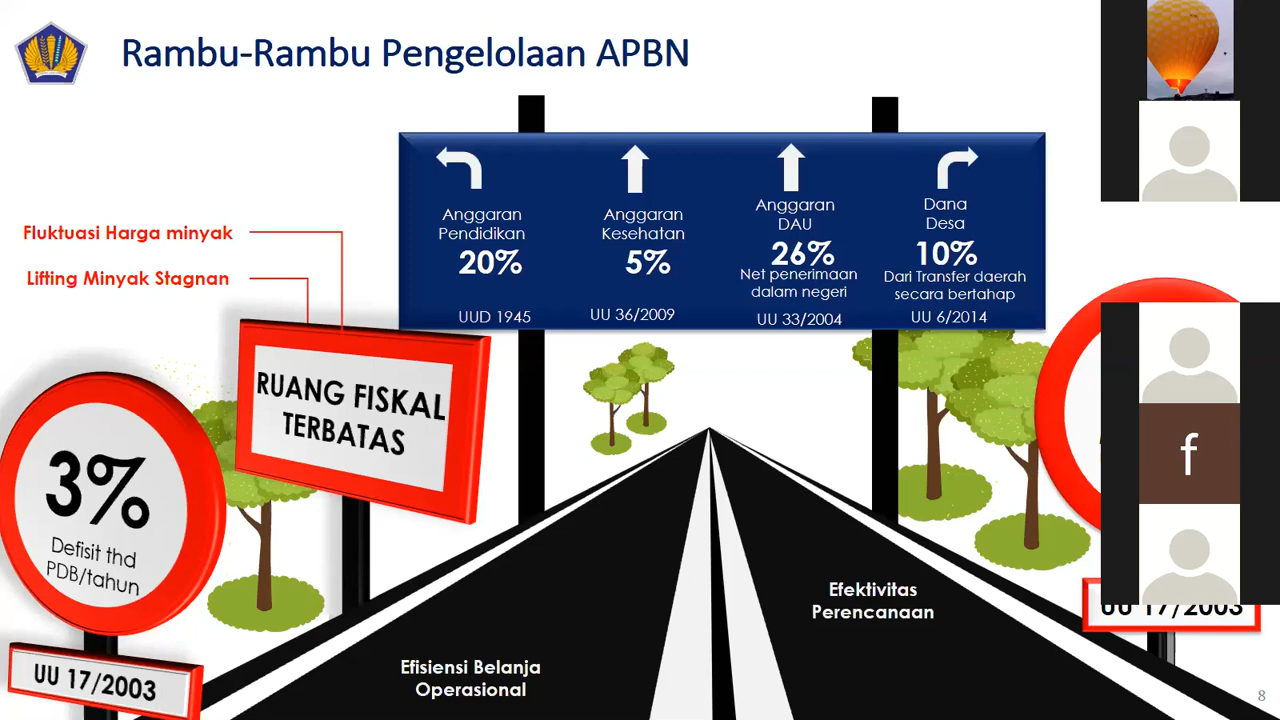 Rambu-Rambu Pengelolaan APBN
Anggaran
Pendidikan
20%
UUD 1945
Anggaran
Kesehatan
5%
UU 36/2009
Anggaran
DAU
26%
Net penerimaan
dalam negeri
UU 33/2004
Dana
Desa
10%
Dari Transfer daerah
secara bertahap
UU 6/2014
Fluktuasi Harga minyak
Lifting Minyak Stagnan
RUANG FISKAL
TERBATAS
3%
Defisit thd
PDB/tahun
UU 17/2003
f
UU 17/2003
Efektivitas
Perencanaan
Efisiensi Belanja
Operasional
8